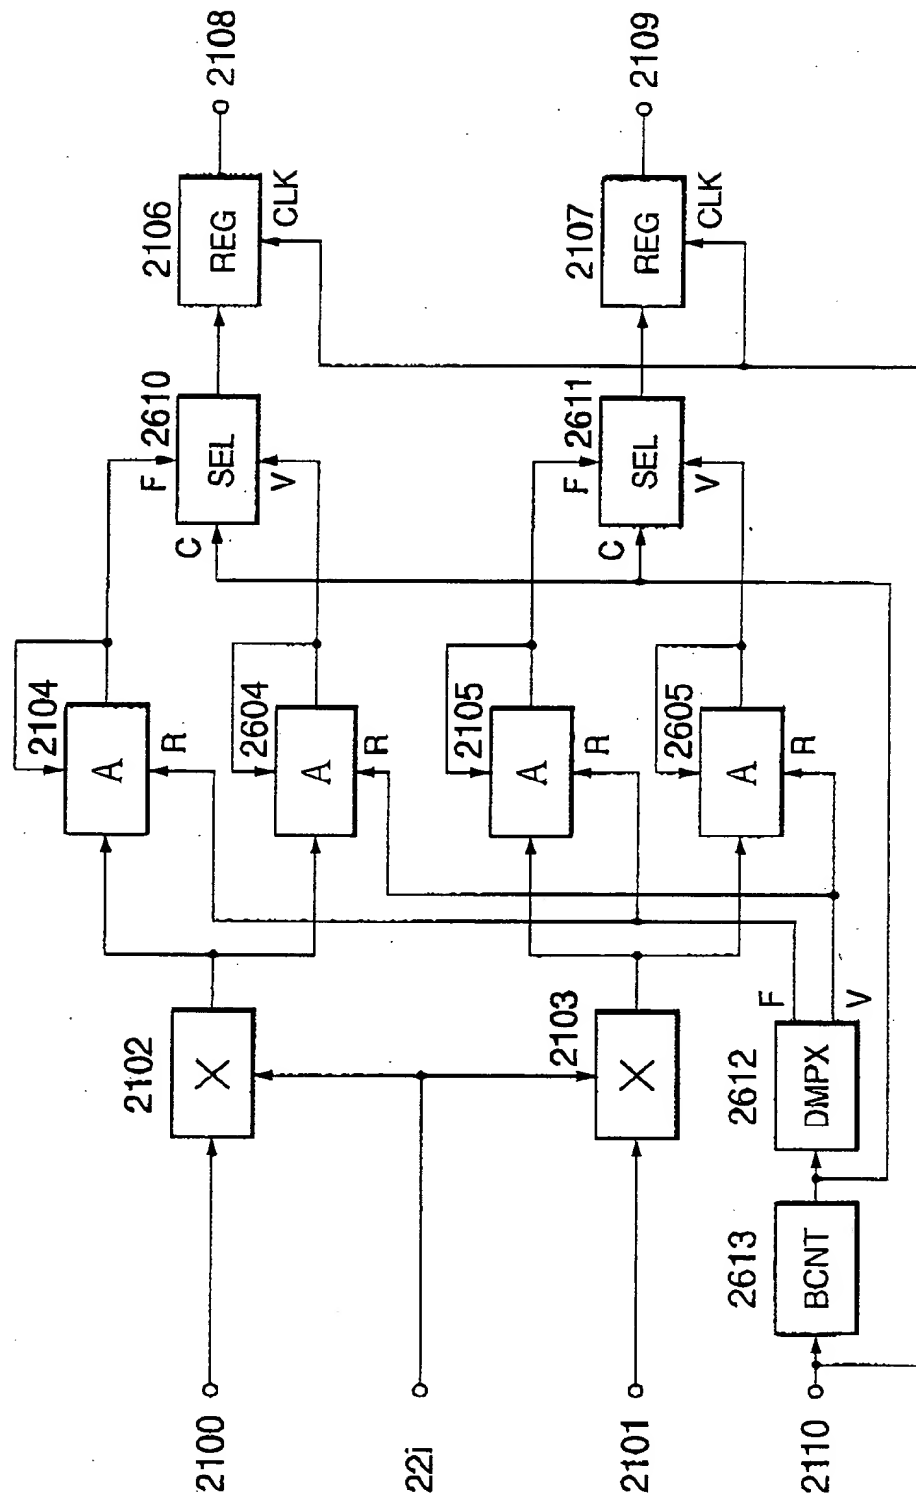 2100
22i
2101
2110
2102
X
2103
X
2613
BCNT
2612
DMPX
F
V
2104
A
R
2604
A
R
2105
A
R
2605
A
R
2610
SEL
F
C
V
2611
SEL
F
C
V
2106
REG
CLK
2107
REG
CLK
2108
2109